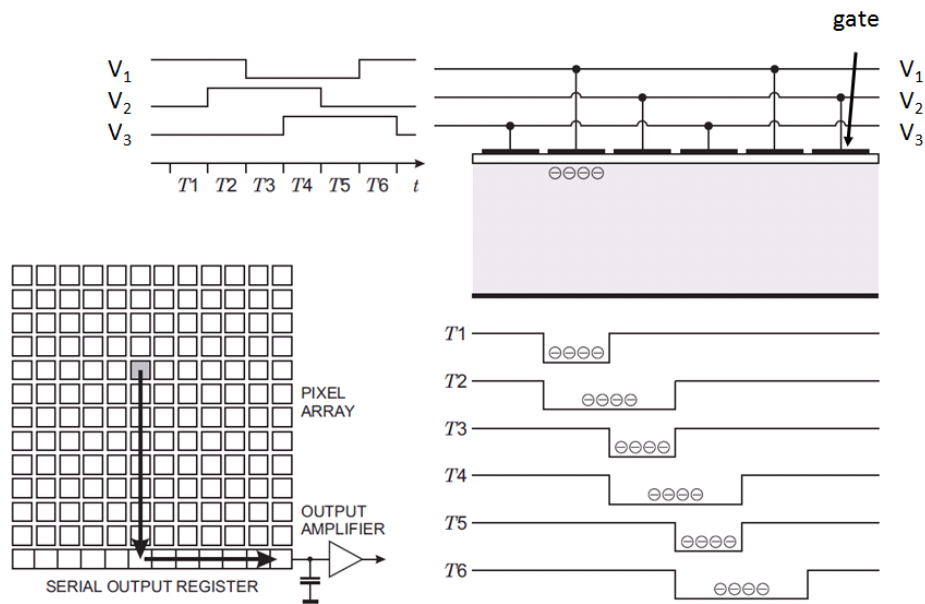 gate
V1
V2
V3
T1 T2 T3 T4 T5 T6 t
V1
V2
V3
⊖⊖⊖⊖
PIXEL
ARRAY
OUTPUT
AMPLIFIER
SERIAL OUTPUT REGISTER
T1 ⊖⊖⊖⊖
T2 ⊖⊖⊖⊖
T3 ⊖⊖⊖⊖
T4 ⊖⊖⊖⊖
T5 ⊖⊖⊖⊖
T6 ⊖⊖⊖⊖